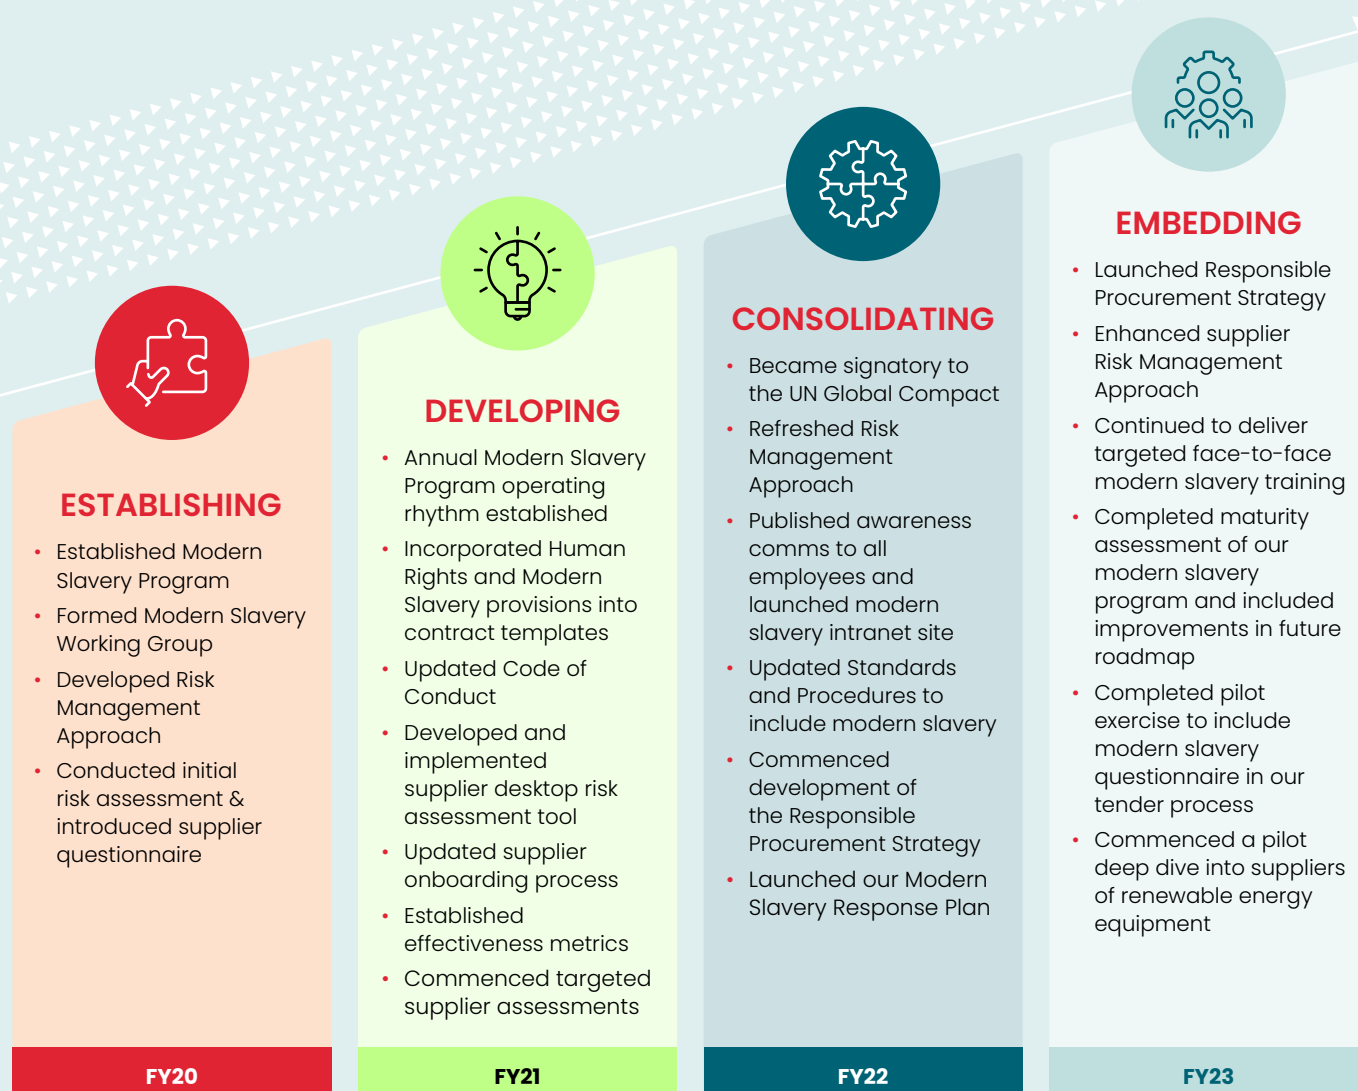 ESTABLISHING
• Established Modern
Slavery Program
• Formed Modern Slavery
Working Group
• Developed Risk
Management
Approach
• Conducted initial
risk assessment &
introduced supplier
questionnaire
FY20
DEVELOPING
• Annual Modern Slavery
Program operating
rhythm established
• Incorporated Human
Rights and Modern
Slavery provisions into
contract templates
• Updated Code of
Conduct
• Developed and
implemented
supplier desktop risk
assessment tool
• Updated supplier
onboarding process
• Established
effectiveness metrics
• Commenced targeted
supplier assessments
FY21
CONSOLIDATING
• Became signatory to
the UN Global Compact
• Refreshed Risk
Management
Approach
• Published awareness
comms to all
employees and
launched modern
slavery intranet site
• Updated Standards
and Procedures to
include modern slavery
• Commenced
development of
the Responsible
Procurement Strategy
• Launched our Modern
Slavery Response Plan
FY22
EMBEDDING
• Launched Responsible
Procurement Strategy
• Enhanced supplier
Risk Management
Approach
• Continued to deliver
targeted face-to-face
modern slavery training
• Completed maturity
assessment of our
modern slavery
program and included
improvements in future
roadmap
• Completed pilot
exercise to include
modern slavery
questionnaire in our
tender process
• Commenced a pilot
deep dive into suppliers
of renewable energy
equipment
FY23